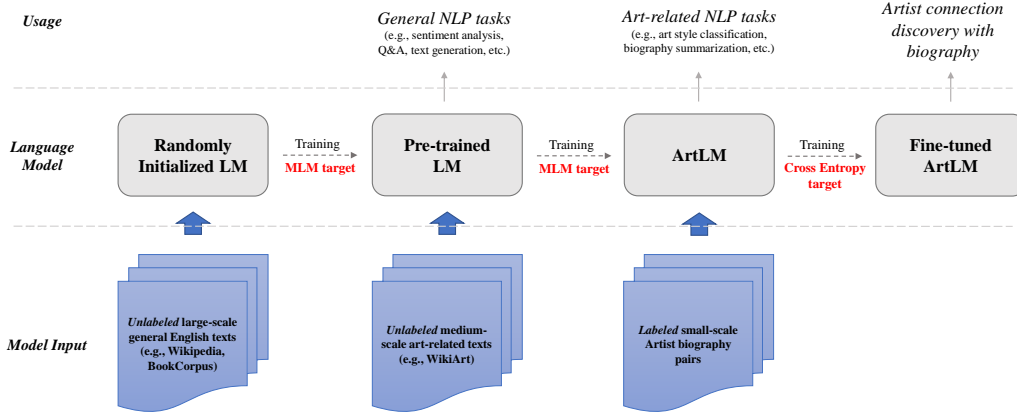 Usage
General NLP tasks
(e.g., sentiment analysis,
Q&A, text generation, etc.)
Art-related NLP tasks
(e.g., art style classification,
biography summarization, etc.)
Artist connection
discovery with
biography
Language
Model
Randomly
Initialized LM
Training
MLM target
Pre-trained
LM
Training
MLM target
ArtLM
Training
Cross Entropy
target
Fine-tuned
ArtLM
Model Input
Unlabeled large-scale
general English texts
(e.g., Wikipedia,
BookCorpus)
Unlabeled medium-
scale art-related texts
(e.g., WikiArt)
Labeled small-scale
Artist biography
pairs